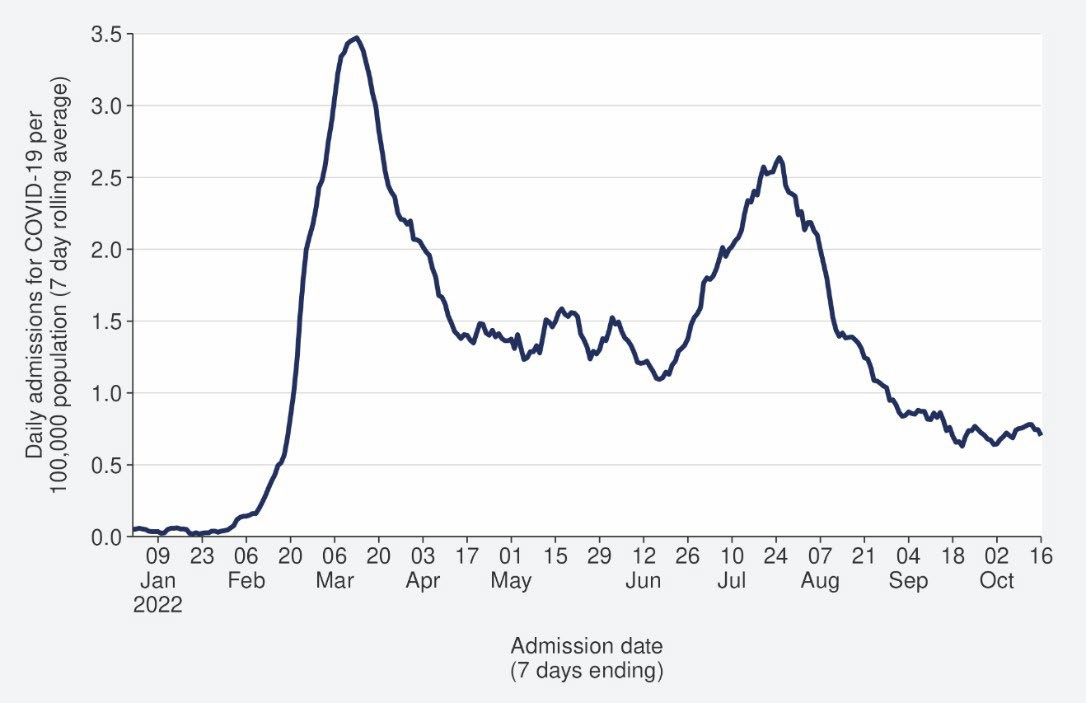 Daily admissions for COVID-19 per
100,000 population (7 day rolling average)
3.5
3.0
2.5
2.0
1.5
1.0
0.5
0.0
09 23 06 20 06 20 03 17 01 15 29 12 26 10 24 07 21 04 18 02 16
Jan Feb Mar Apr May Jun Jul Aug Sep Oct
2022
Admission date
(7 days ending)